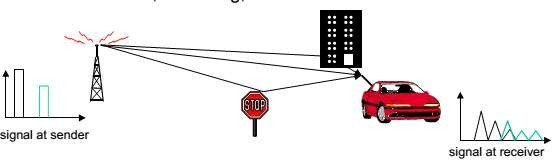 STOP
signal at sender
signal at receiver